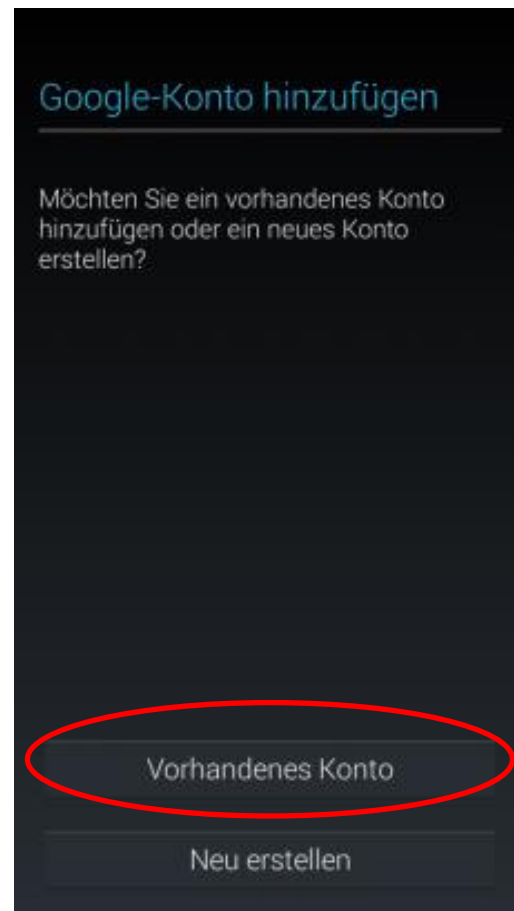 Google-Konto hinzufügen
Möchten Sie ein vorhandenes Konto
hinzufügen oder ein neues Konto
erstellen?
Vorhandenes Konto
Neu erstellen